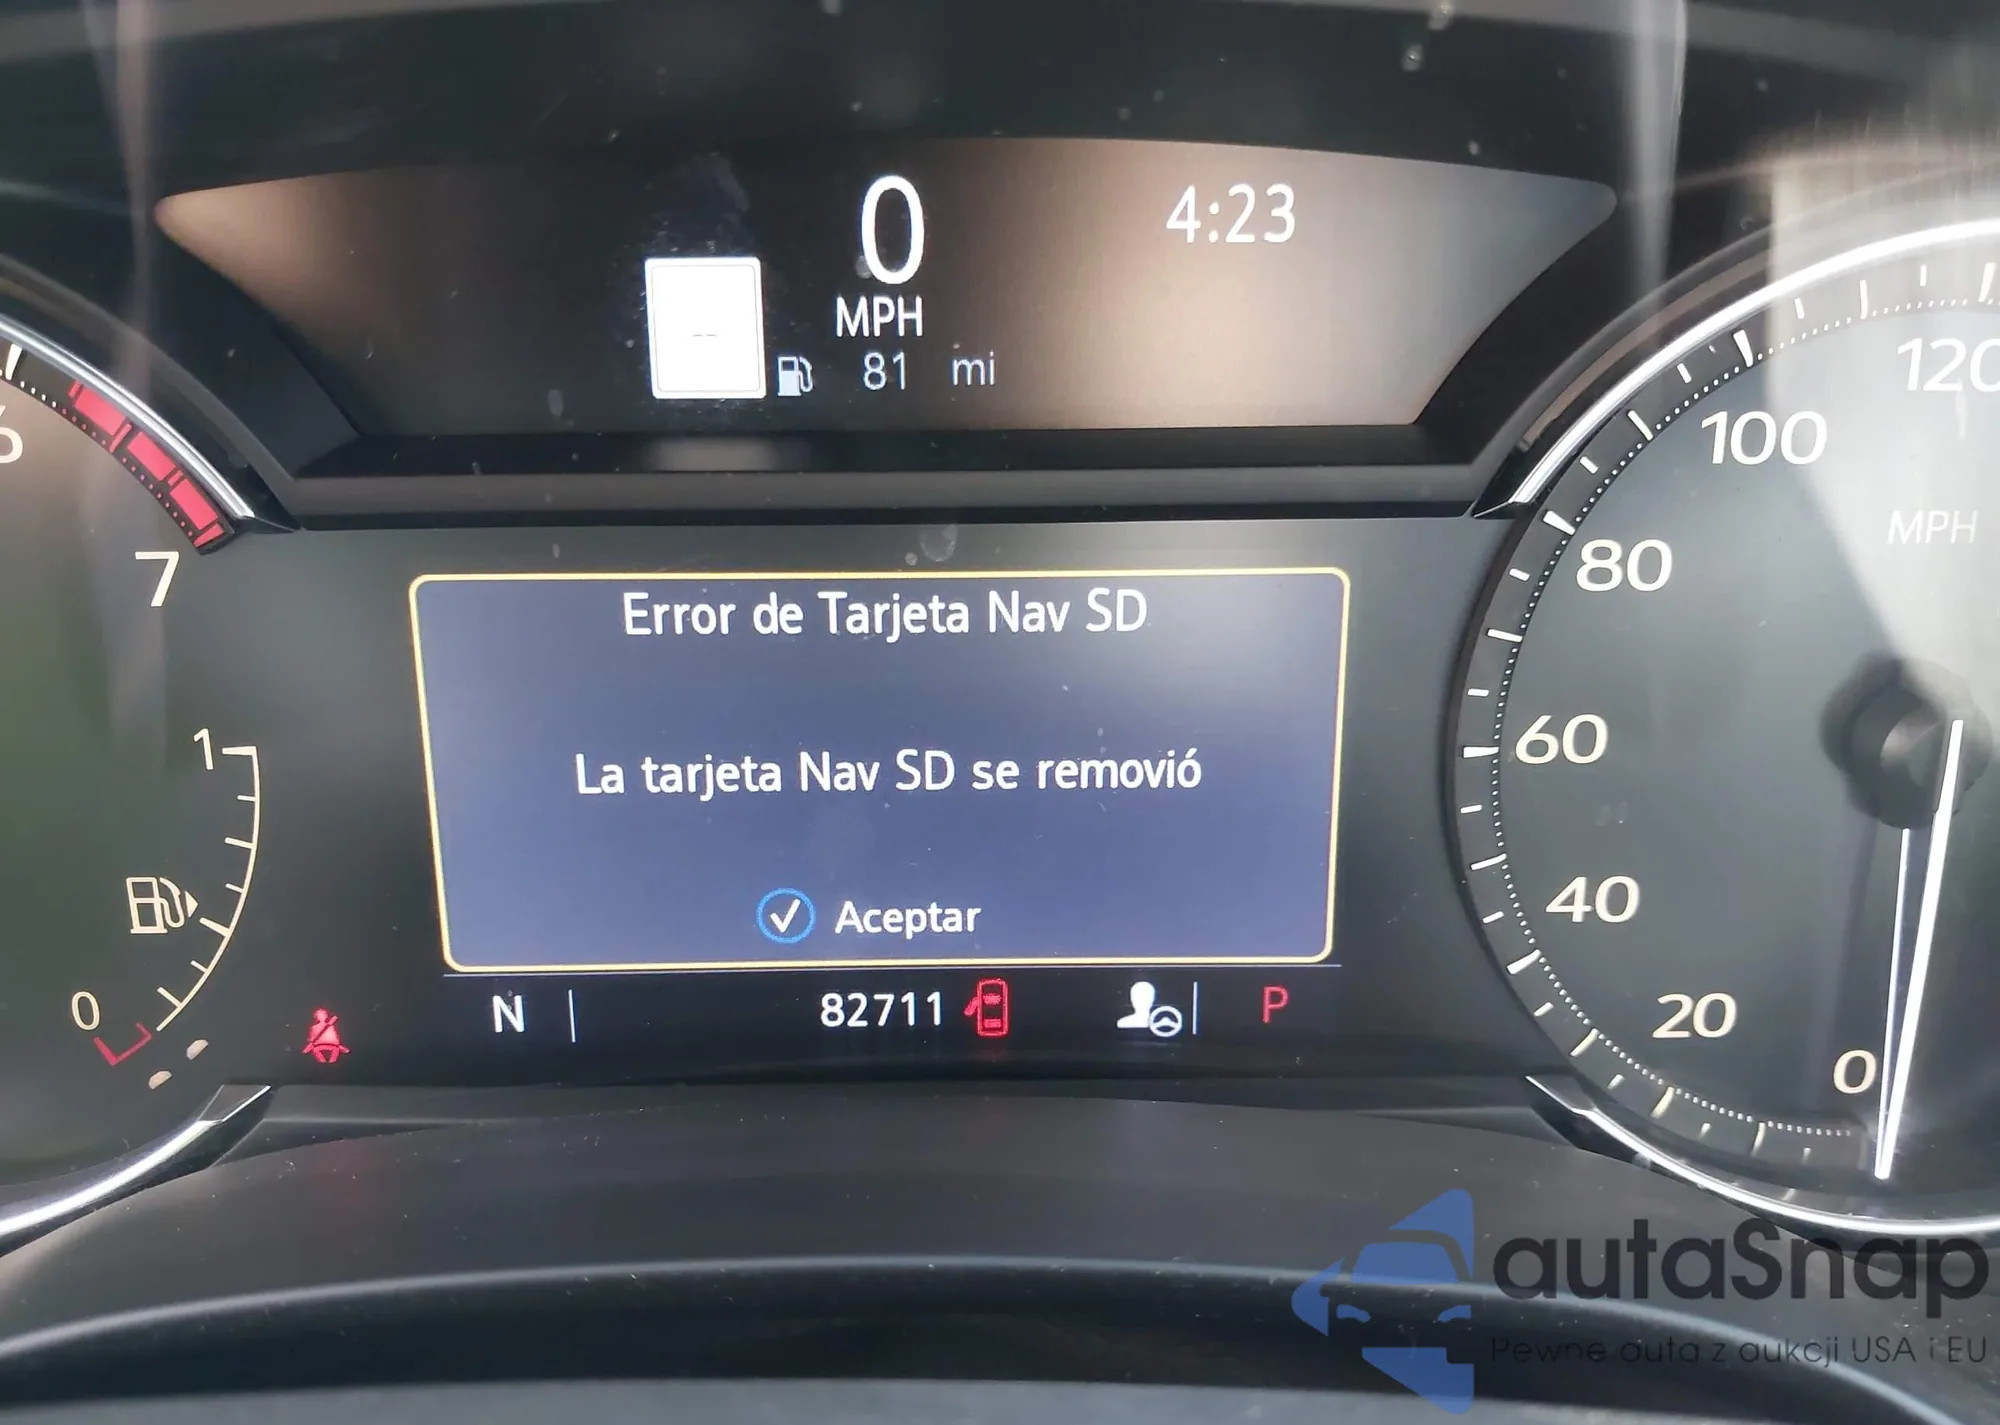 0
4:23
MPH
--
81 mi
6
7
1
0
Error de Tarjeta Nav SD
La tarjeta Nav SD se removió
Aceptar
N
82711
P
120
100
MPH
80
60
40
20
0
autaSnap
Pewne auta z aukcji USA i EU